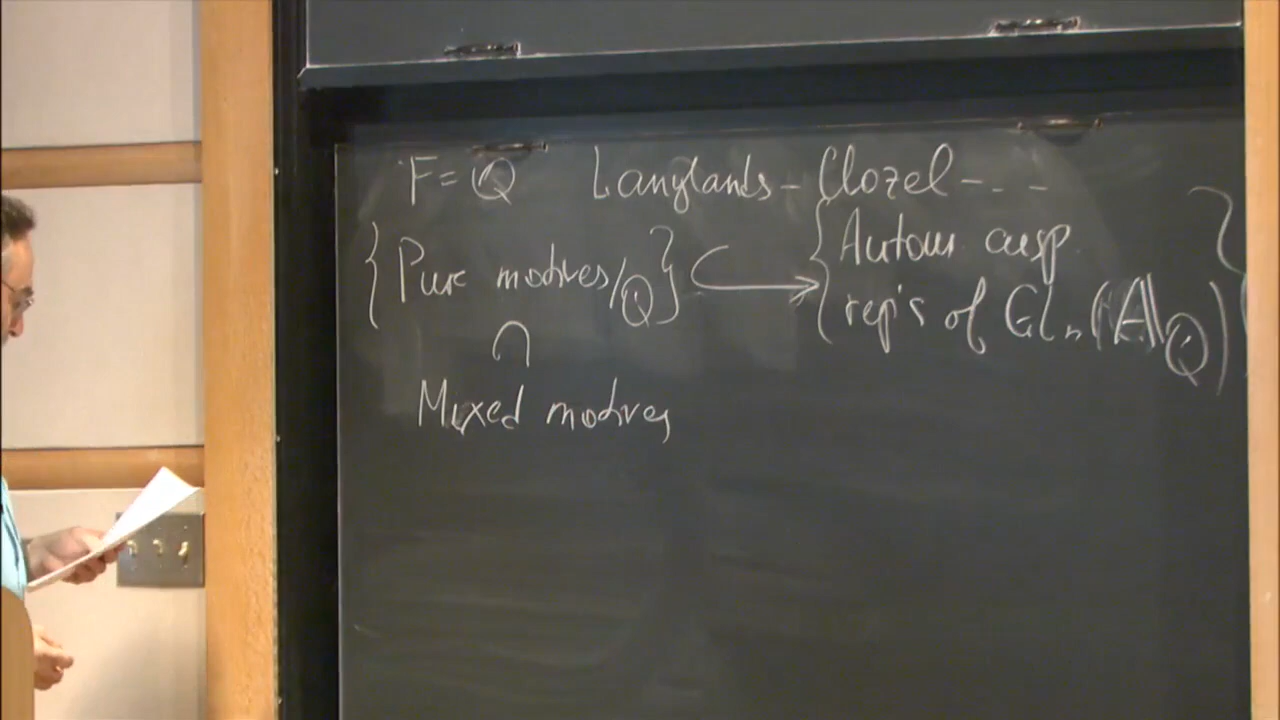 F = ℚ Langlands - Clozel - . . -
{Pure motives/ℚ} ↪ {Autom cusp
rep's of GLn(𝔸ℚ)}
∩
Mixed motives